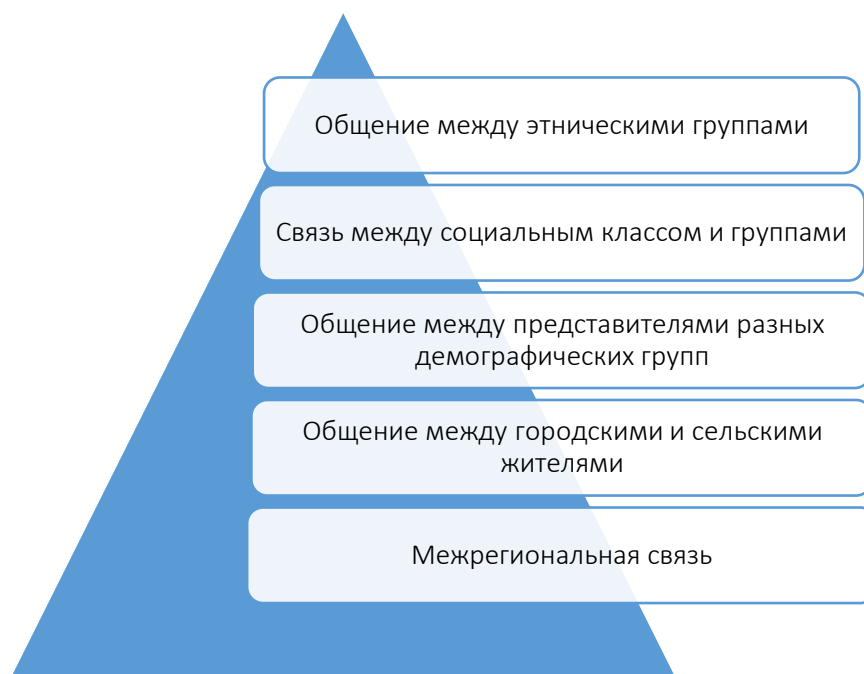 Общение между этническими группами
Связь между социальным классом и группами
Общение между представителями разных
демографических групп
Общение между городскими и сельскими
жителями
Межрегиональная связь